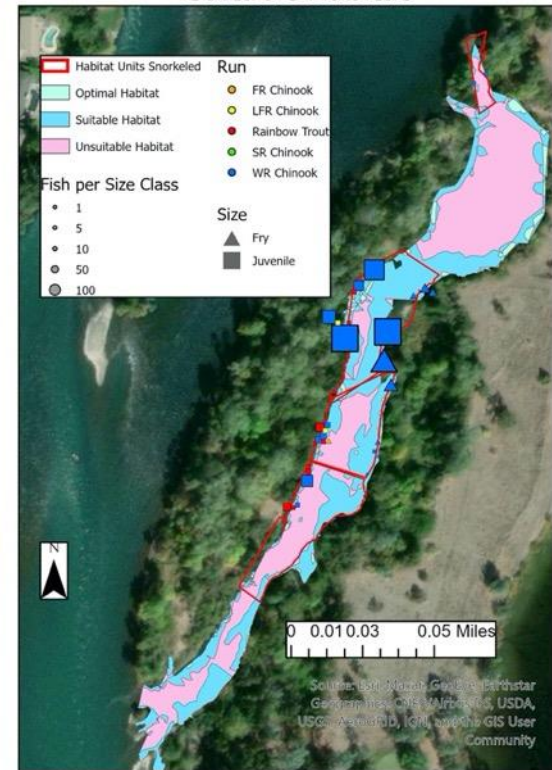 Habitat Units Snorkeled
Optimal Habitat
Suitable Habitat
Unsuitable Habitat
Fish per Size Class
1
5
10
50
100
Run
FR Chinook
LFR Chinook
Rainbow Trout
SR Chinook
WR Chinook
Size
Fry
Juvenile
N
0 0.01 0.03 0.05 Miles
Source: Esri, Maxar, GeoEye, Earthstar
Geographics, CNES/Airbus DS, USDA,
USGS, AeroGRID, IGN, and the GIS User
Community